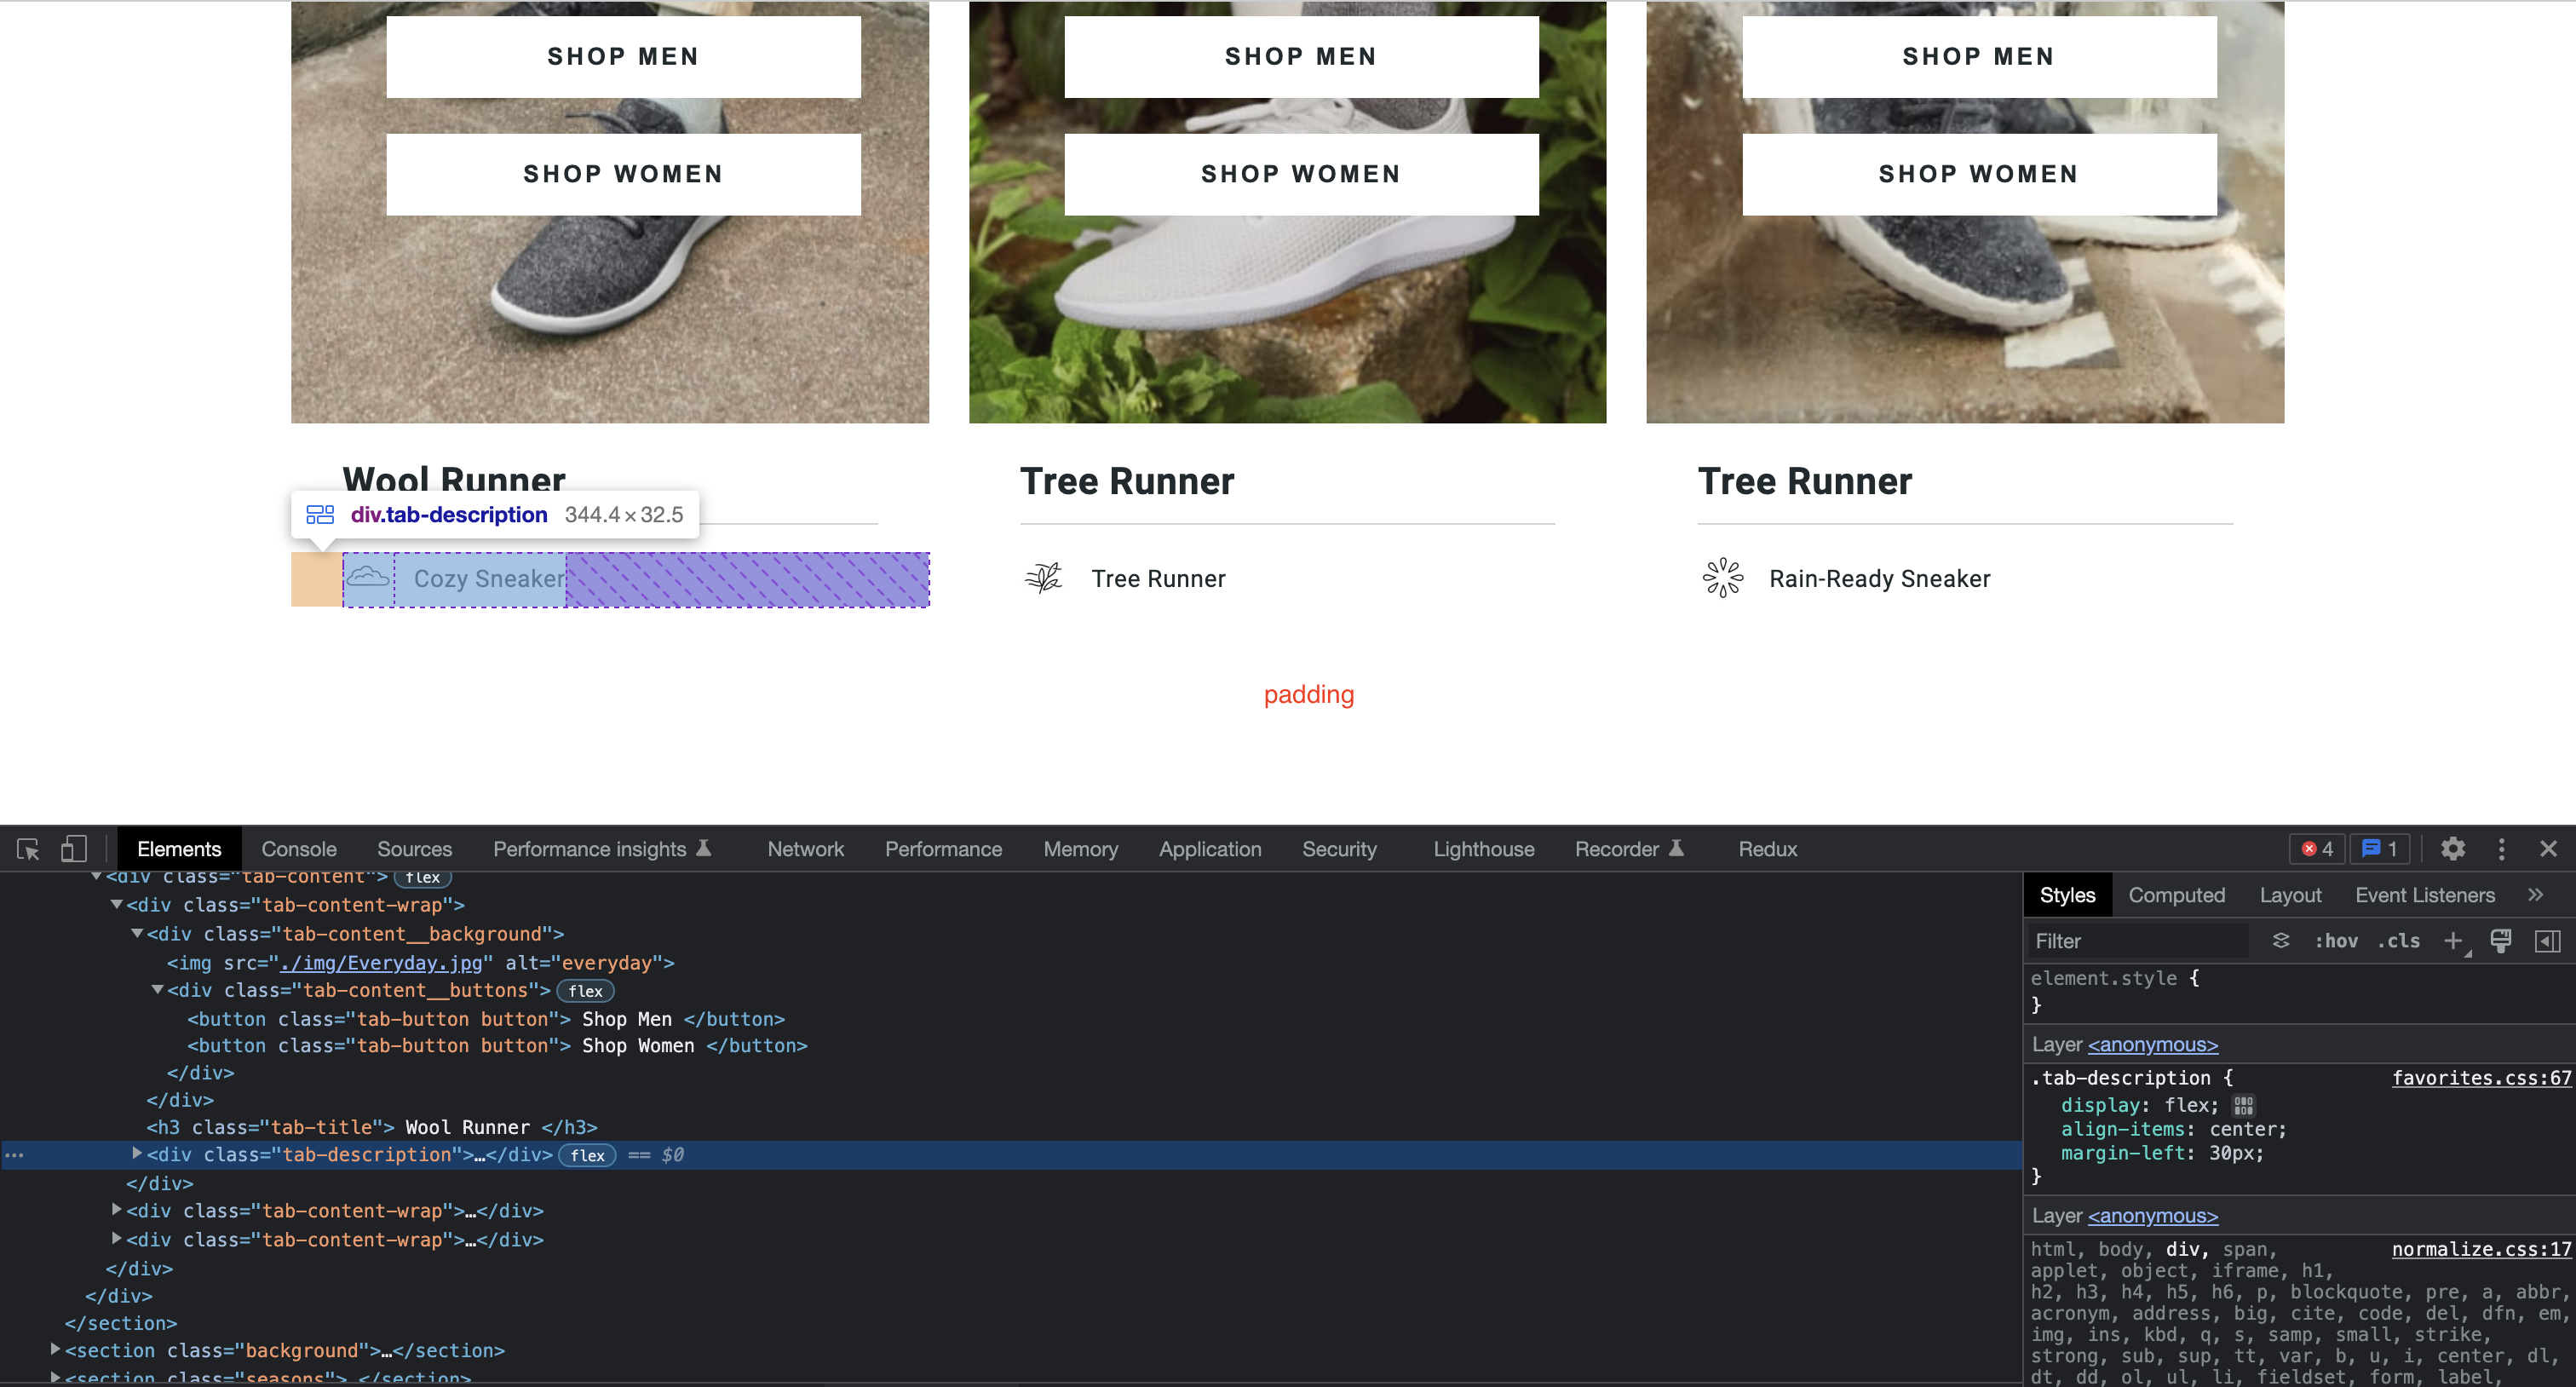 SHOP MEN SHOP MEN SHOP MEN
SHOP WOMEN SHOP WOMEN SHOP WOMEN
Wool Runner Tree Runner Tree Runner
div.tab-description 344.4×32.5
Cozy Sneaker Tree Runner Rain-Ready Sneaker
padding
Elements Console Sources Performance insights Network Performance Memory Application Security Lighthouse Recorder Redux 4 1
<div class="tab-content"> flex
<div class="tab-content-wrap">
<div class="tab-content__background">
<img src="./img/Everyday.jpg" alt="everyday">
<div class="tab-content__buttons"> flex
<button class="tab-button button"> Shop Men </button>
<button class="tab-button button"> Shop Women </button>
</div>
</div>
<h3 class="tab-title"> Wool Runner </h3>
<div class="tab-description">…</div> flex == $0
</div>
<div class="tab-content-wrap">…</div>
<div class="tab-content-wrap">…</div>
</div>
</div>
</section>
<section class="background">…</section>
<section class="seasons"> </section>
Styles Computed Layout Event Listeners »
Filter :hov .cls
element.style {
}
Layer <anonymous>
.tab-description { favorites.css:67
display: flex;
align-items: center;
margin-left: 30px;
}
Layer <anonymous>
html, body, div, span, normalize.css:17
applet, object, iframe, h1,
h2, h3, h4, h5, h6, p, blockquote, pre, a, abbr,
acronym, address, big, cite, code, del, dfn, em,
img, ins, kbd, q, s, samp, small, strike,
strong, sub, sup, tt, var, b, u, i, center, dl,
dt, dd, ol, ul, li, fieldset, form, label,